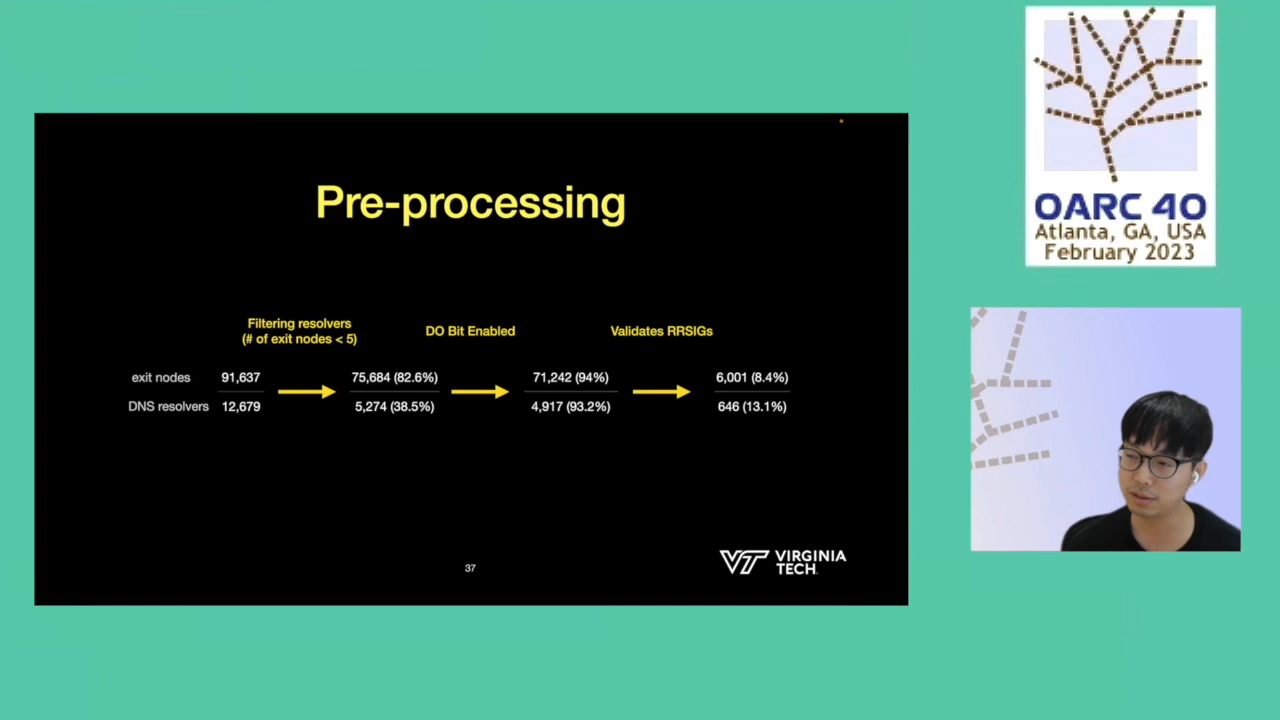 Pre-processing
Filtering resolvers
(# of exit nodes < 5)
DO Bit Enabled
Validates RRSIGs
exit nodes
91,637
75,684 (82.6%)
71,242 (94%)
6,001 (8.4%)
DNS resolvers
12,679
5,274 (38.5%)
4,917 (93.2%)
646 (13.1%)
37
VT VIRGINIA
TECH
OARC 40
Atlanta, GA, USA
February 2023